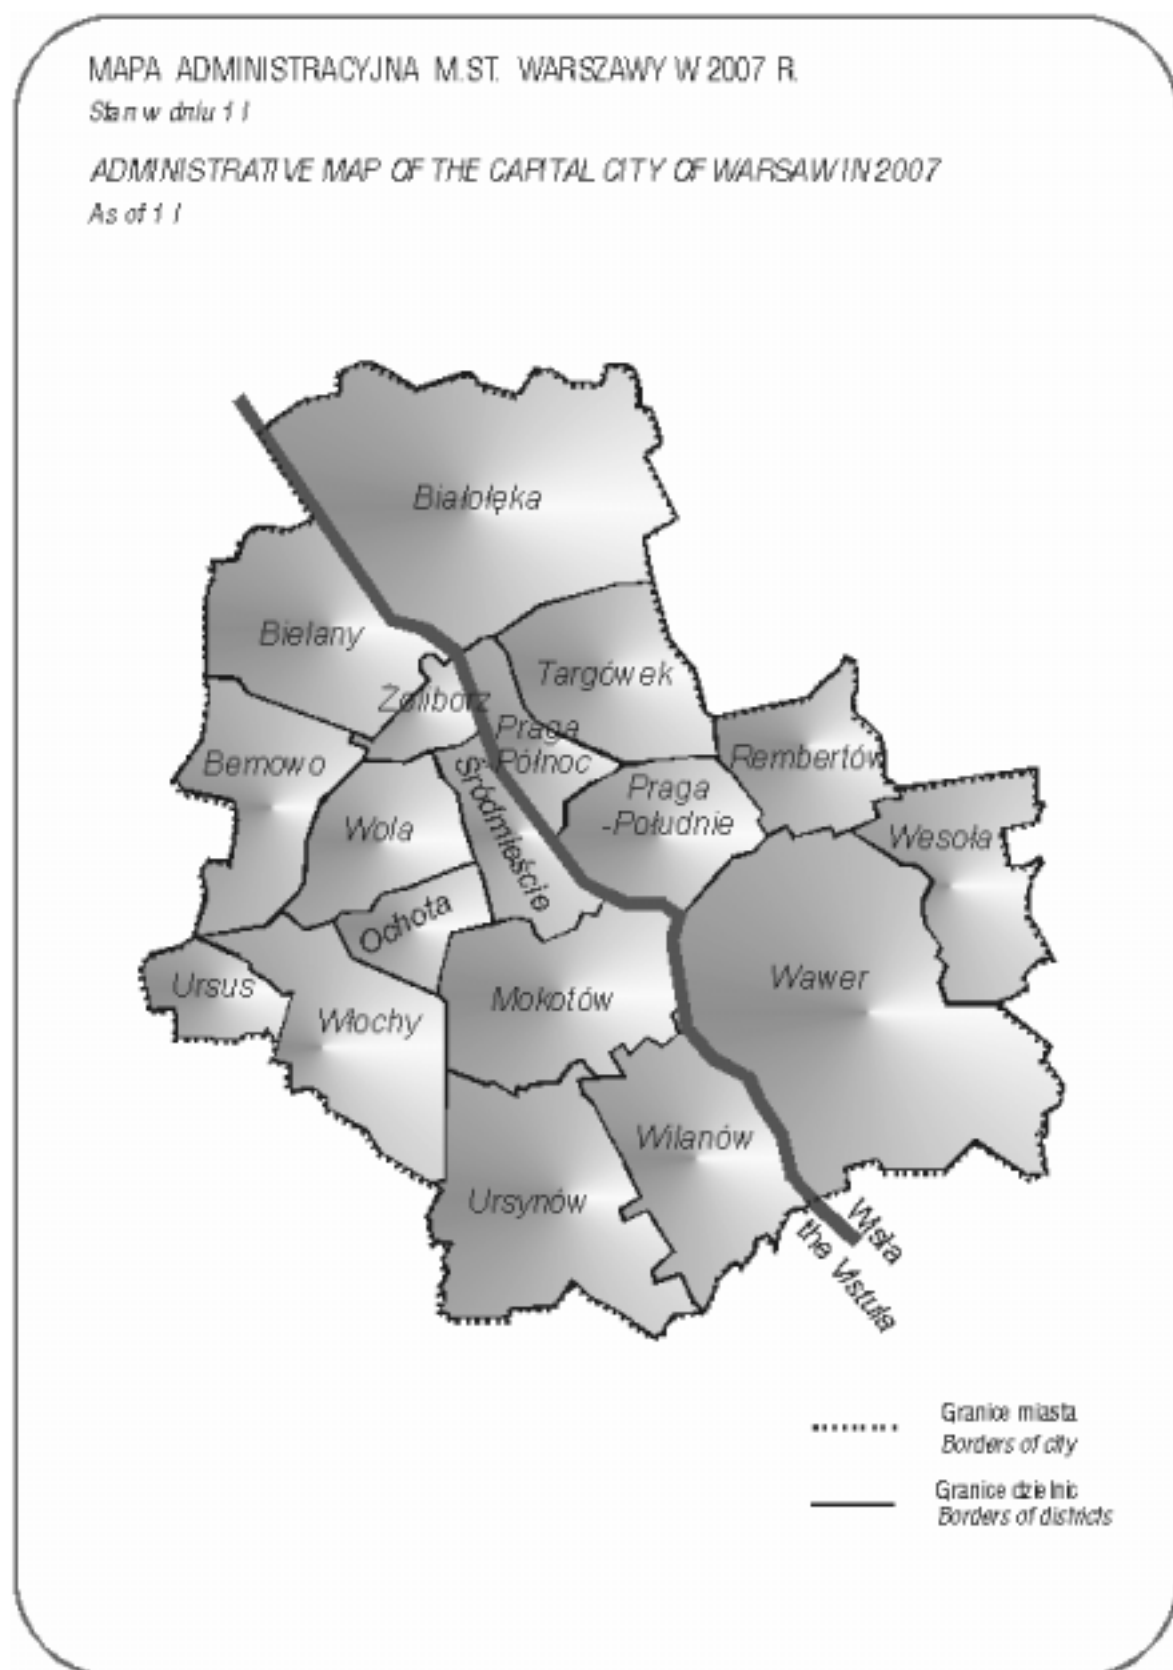 MAPA ADMINISTRACYJNA M.ST. WARSZAWY W 2007 R.
Stan w dniu 1 I
ADMINISTRATIVE MAP OF THE CAPITAL CITY OF WARSAW IN 2007
As of 1 I
Białołęka
Bielany
Targówek
Żoliborz
Praga
Północ
Rembertów
Bemowo
Praga
-Południe
Wola
Śródmieście
Wesoła
Ochota
Ursus
Włochy
Mokotów
Wawer
Wilanów
Ursynów
Wisła
the Vistula
Granice miasta
Borders of city
Granice dzielnic
Borders of districts